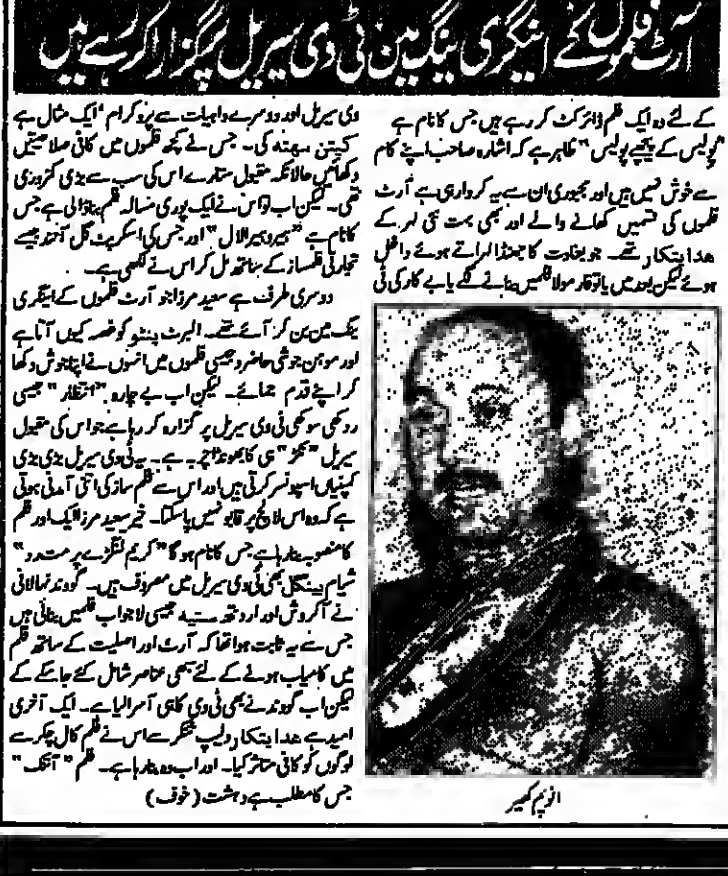 آرٹ فلموں کے اینگری ینگ مین ٹی وی سیریل پر گزارا کر رہے ہیں
کے لئے وہ ایک فلم ڈائرکٹ کر رہے ہیں جس کا نام ہے
"پولیس کے پیچھے پولیس" ظاہر ہے کہ اشارہ صاحب اپنے کام
سے خوش نہیں ہیں اور مجبوری ان سے یہ کروا رہی ہے آرٹ
فلموں کی قسمیں کھانے والے اور بھی بہت نئی لہر کے
ھدایتکار تھے۔ جو بغاوت کا جھنڈا لہراتے ہوئے داخل
ہوئے لیکن بعد میں یا تو فارمولا فلمیں بنانے لگے یا بے کار کی ٹی
وی سیریل اور دوسرے واہیات سے پروگرام' ایک مثال ہے
کیتن مہتہ کی۔ جس نے کچھ فلموں میں کافی صلاحیتیں
دکھائیں حالانکہ مقبول ستارے اس کی سب سے بڑی کمزوری
تھی۔ لیکن اب تو اس نے ایک پوری مسالہ فلم بنا ڈالی ہے جس
کا نام ہے "ہیرو ہیرالال" اور جس کی اسکرپٹ گل آنند جیسے
تجارتی فلمساز کے ساتھ مل کر اس نے لکھی ہے۔
دوسری طرف ہے سعید مرزا جو آرٹ فلموں کے اینگری
ینگ مین بن کر آئے تھے۔ البرٹ پنٹو کو غصہ کیوں آتا ہے
اور موہن جوشی حاضر ہو جیسی فلموں میں انہوں نے اپنا جوش دکھا
کر اپنے قدم جمائے۔ لیکن اب بے چارہ "انتظار" جیسی
روکھی سوکھی ٹی وی سیریل پر گزارہ کر رہا ہے جو اس کی مقبول
سیریل "نکڑ" ہی کا بھونڈا چربہ ہے۔ یہ ٹی وی سیریل بڑی بڑی
کمپنیاں اسپونسر کرتی ہیں اور اس سے فلم ساز کی اتنی آمدنی ہوتی
ہے کہ وہ اس لالچ پر قابو نہیں پا سکتا۔ خیر سعید مرزا ایک اور فلم
کا منصوبہ بنا رہا ہے جس کا نام ہو گا "کریم لنگڑے پر مت رو"
شیام بینگل بھی ٹی وی سیریل میں مصروف ہیں۔ گووند نہالانی
نے آکروش اور اردھ ستیہ جیسی لاجواب فلمیں بنائی ہیں
جس سے یہ ثابت ہوا تھا کہ آرٹ اور اصلیت کے ساتھ فلم
میں کامیاب ہونے کے لئے سبھی عناصر شامل کئے جا سکے کے
لیکن اب گووند نے بھی ٹی وی کا ہی آسرا لیا ہے۔ ایک آخری
امید ہے ھدایتکار دلیپ شنکر سے اس نے فلم کال چکر سے
لوگوں کو کافی متاثر کیا۔ اور اب وہ بنا رہا ہے۔ فلم "آتنک"
جس کا مطلب ہے دہشت (خوف)
انوپم کھیر